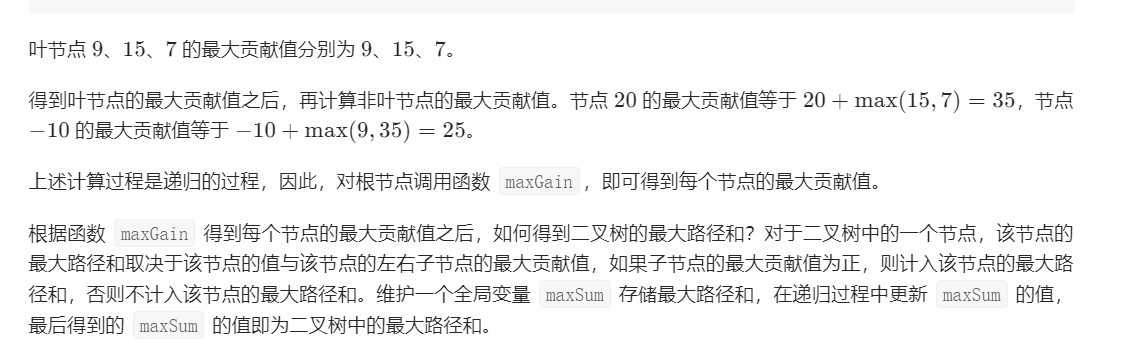 叶节点 9、15、7 的最大贡献值分别为 9、15、7。
得到叶节点的最大贡献值之后，再计算非叶节点的最大贡献值。节点 20 的最大贡献值等于 20 + max(15, 7) = 35，节点
−10 的最大贡献值等于 −10 + max(9, 35) = 25。
上述计算过程是递归的过程，因此，对根节点调用函数 maxGain ，即可得到每个节点的最大贡献值。
根据函数 maxGain 得到每个节点的最大贡献值之后，如何得到二叉树的最大路径和？对于二叉树中的一个节点，该节点的
最大路径和取决于该节点的值与该节点的左右子节点的最大贡献值，如果子节点的最大贡献值为正，则计入该节点的最大路
径和，否则不计入该节点的最大路径和。维护一个全局变量 maxSum 存储最大路径和，在递归过程中更新 maxSum 的值，
最后得到的 maxSum 的值即为二叉树中的最大路径和。